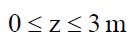 0 ≤ z ≤ 3 m